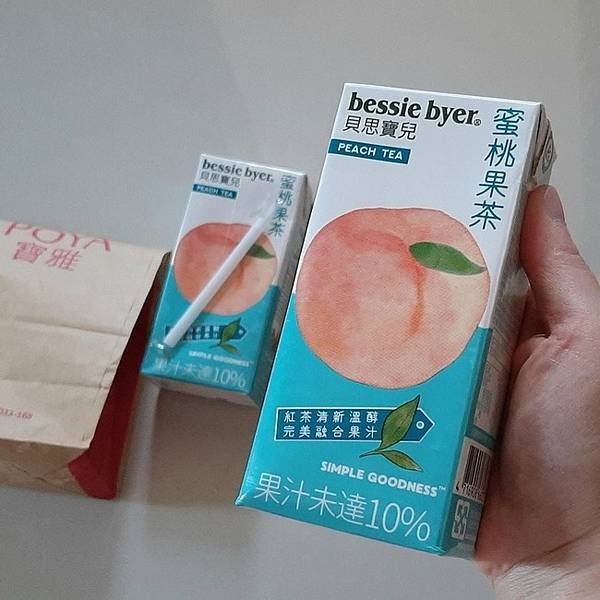 bessie byer®
貝思寶兒
PEACH TEA
蜜桃果茶
紅茶清新溫醇
完美融合果汁
SIMPLE GOODNESS™
果汁未達10%
bessie byer®
貝思寶兒
PEACH TEA
蜜桃果茶
SIMPLE GOODNESS™
果汁未達10%
POYA
寶雅